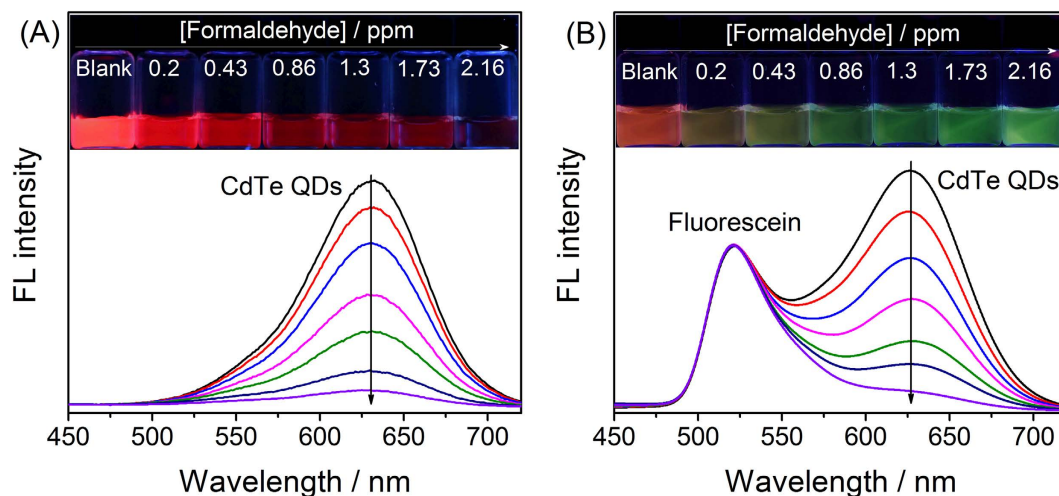 (A)
[Formaldehyde] / ppm
Blank 0.2 0.43 0.86 1.3 1.73 2.16
CdTe QDs
FL intensity
450 500 550 600 650 700
Wavelength / nm
(B)
[Formaldehyde] / ppm
Blank 0.2 0.43 0.86 1.3 1.73 2.16
CdTe QDs
Fluorescein
FL intensity
450 500 550 600 650 700
Wavelength / nm